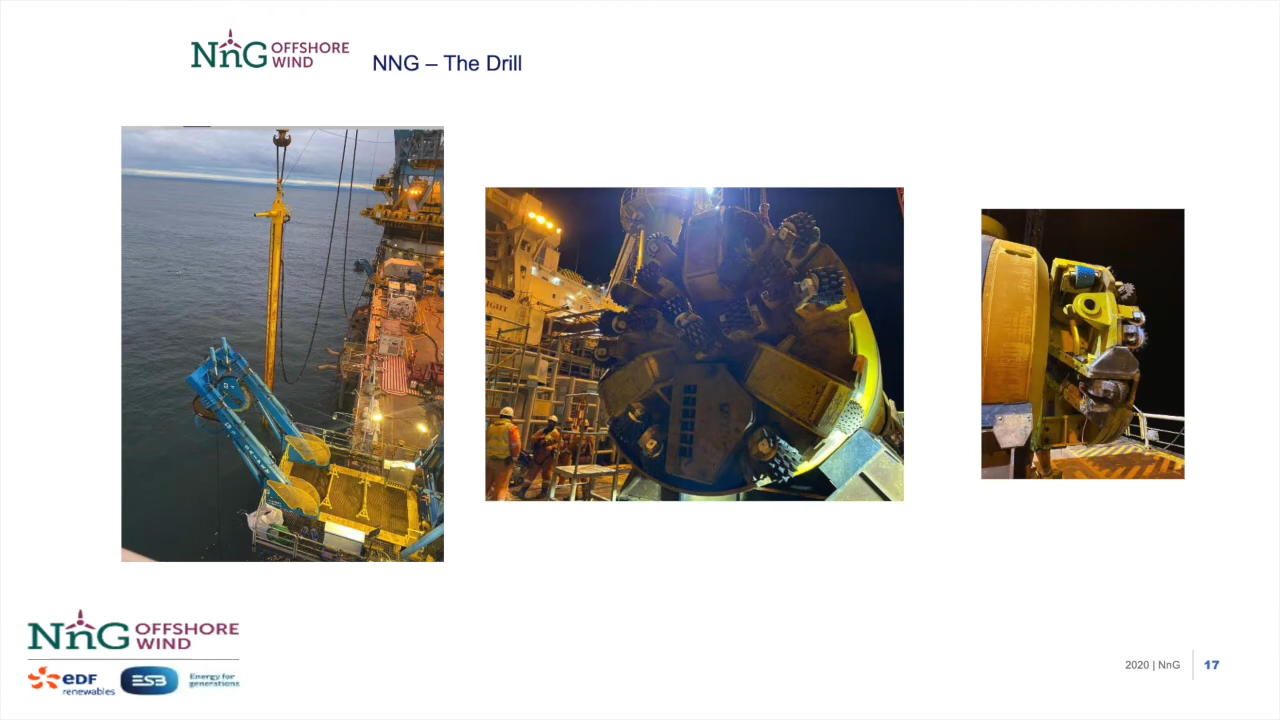 NnG OFFSHORE
WIND
NNG – The Drill
NnG OFFSHORE
WIND
eDF
renewables
ESB
Energy for
generations
2020 | NnG
17